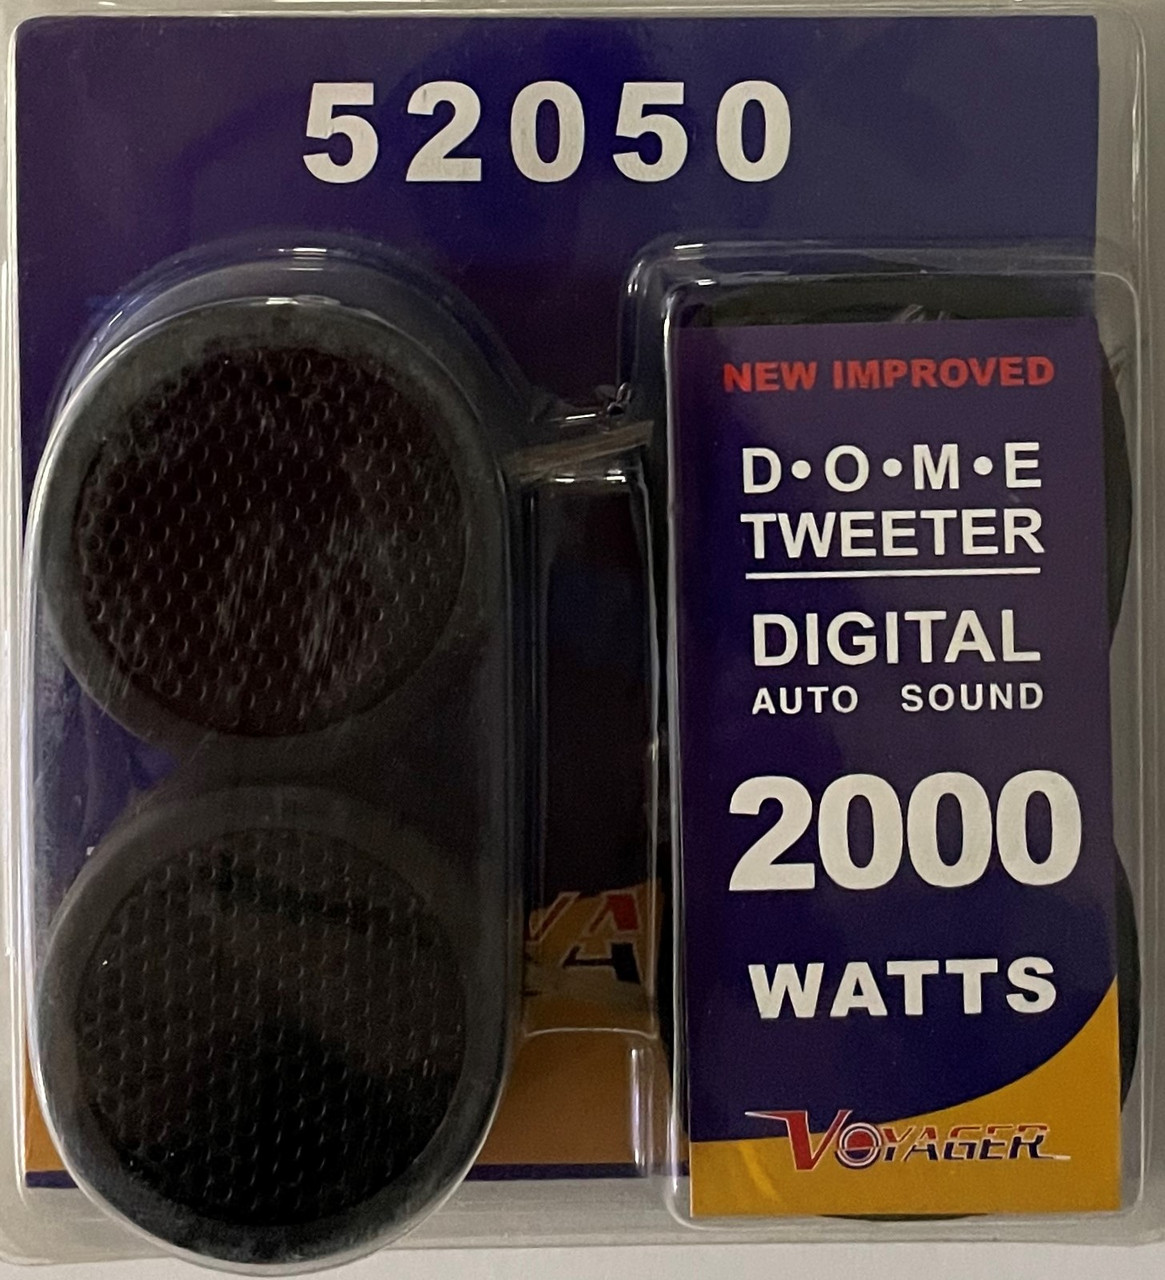 52050
NEW IMPROVED
D•O•M•E
TWEETER
DIGITAL
AUTO SOUND
2000
WATTS
VOYAGER